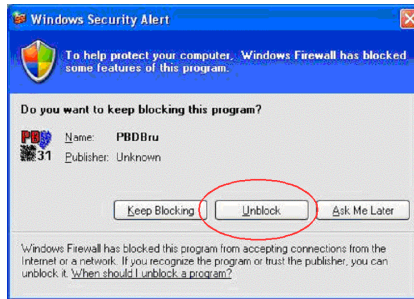 Windows Security Alert
To help protect your computer, Windows Firewall has blocked
some features of this program.
Do you want to keep blocking this program?
PBD
31
Name: PBDBru
Publisher: Unknown
Keep Blocking Unblock Ask Me Later
Windows Firewall has blocked this program from accepting connections from the
Internet or a network. If you recognize the program or trust the publisher, you can
unblock it. When should I unblock a program?